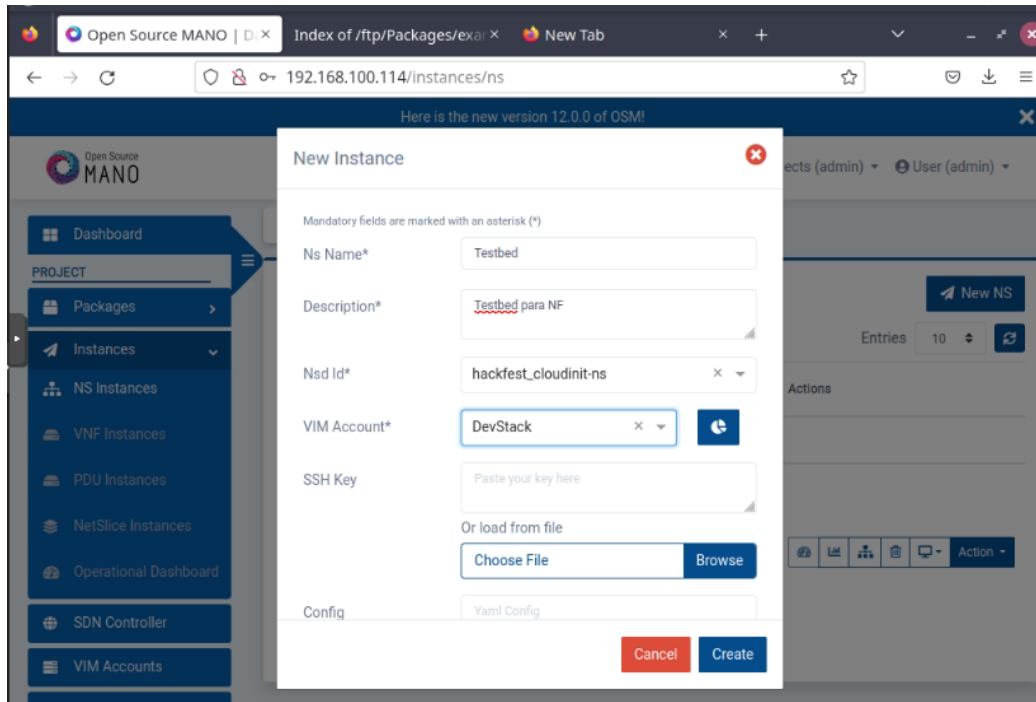 Open Source MANO | Da
Index of /ftp/Packages/exar
New Tab
192.168.100.114/instances/ns
Here is the new version 12.0.0 of OSM!
Open Source
MANO
ects (admin)
User (admin)
New Instance
Mandatory fields are marked with an asterisk (*)
Ns Name*
Testbed
Description*
Testbed para NF
Nsd Id*
hackfest_cloudinit-ns
VIM Account*
DevStack
SSH Key
Paste your key here
Or load from file
Choose File
Browse
Config
Yaml Config
Cancel
Create
Dashboard
PROJECT
Packages
Instances
NS Instances
VNF Instances
PDU Instances
NetSlice Instances
Operational Dashboard
SDN Controller
VIM Accounts
New NS
Entries
10
Actions
Action